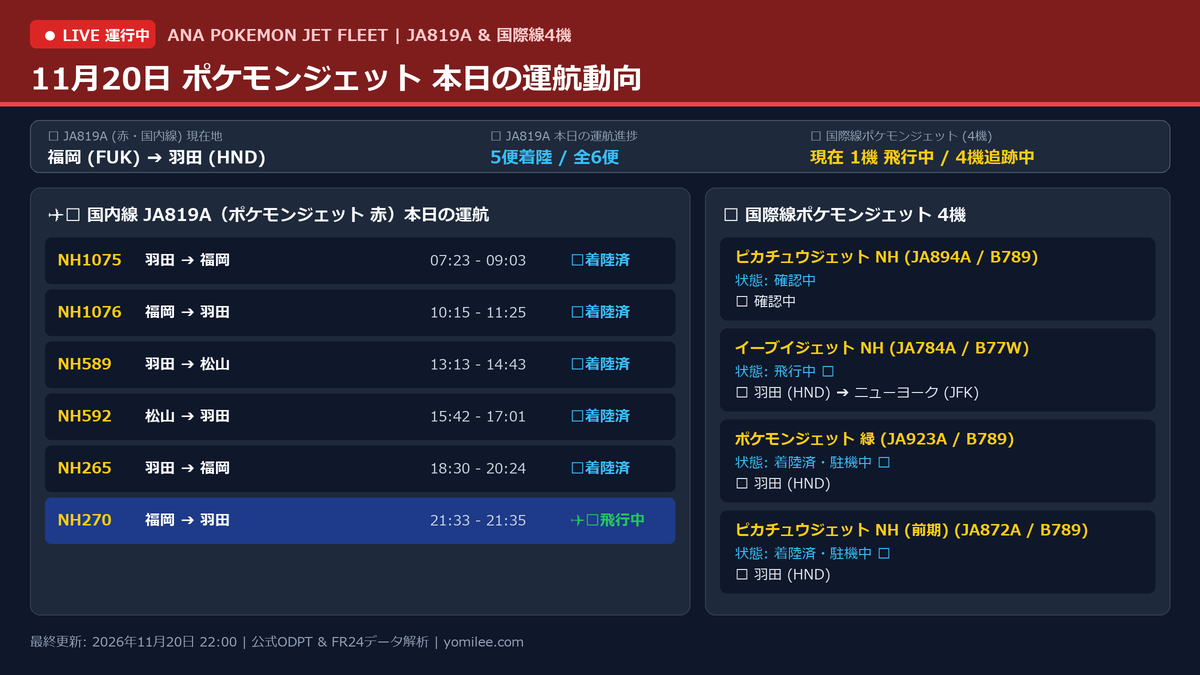 ● LIVE 運行中 ANA POKEMON JET FLEET | JA819A & 国際線4機
11月20日 ポケモンジェット 本日の運航動向
□ JA819A (赤・国内線) 現在地
福岡 (FUK) → 羽田 (HND)
□ JA819A 本日の運航進捗
5便着陸 / 全6便
□ 国際線ポケモンジェット (4機)
現在 1機 飛行中 / 4機追跡中
✈□ 国内線 JA819A（ポケモンジェット 赤）本日の運航
NH1075 羽田 → 福岡 07:23 - 09:03 □着陸済
NH1076 福岡 → 羽田 10:15 - 11:25 □着陸済
NH589 羽田 → 松山 13:13 - 14:43 □着陸済
NH592 松山 → 羽田 15:42 - 17:01 □着陸済
NH265 羽田 → 福岡 18:30 - 20:24 □着陸済
NH270 福岡 → 羽田 21:33 - 21:35 ✈□飛行中
□ 国際線ポケモンジェット 4機
ピカチュウジェット NH (JA894A / B789)
状態: 確認中
□ 確認中
イーブイジェット NH (JA784A / B77W)
状態: 飛行中 □
□ 羽田 (HND) → ニューヨーク (JFK)
ポケモンジェット 緑 (JA923A / B789)
状態: 着陸済・駐機中 □
□ 羽田 (HND)
ピカチュウジェット NH (前期) (JA872A / B789)
状態: 着陸済・駐機中 □
□ 羽田 (HND)
最終更新: 2026年11月20日 22:00 | 公式ODPT & FR24データ解析 | yomilee.com